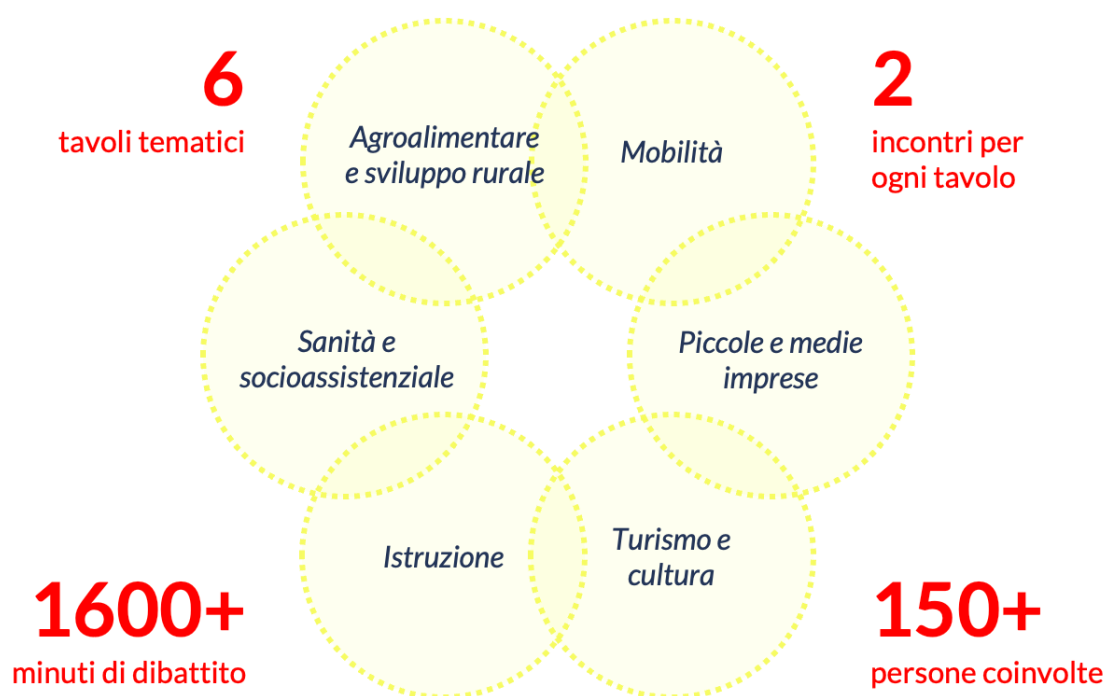 6
tavoli tematici
2
incontri per
ogni tavolo
Agroalimentare
e sviluppo rurale
Mobilità
Sanità e
socioassistenziale
Piccole e medie
imprese
Istruzione
Turismo e
cultura
1600+
minuti di dibattito
150+
persone coinvolte